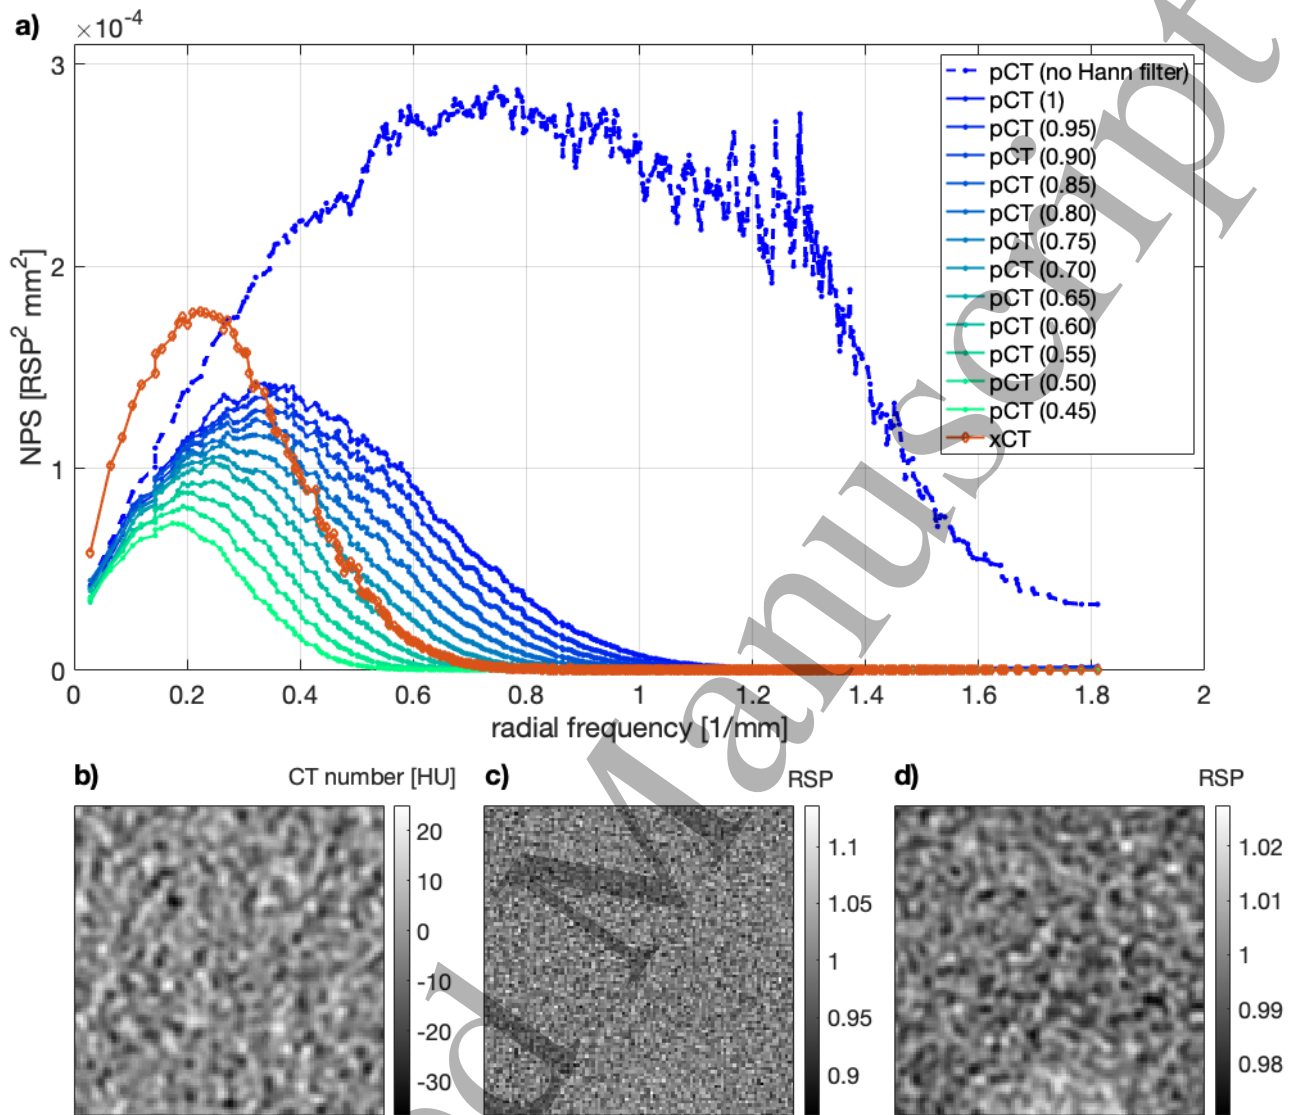 a)
×10⁻⁴
3
2
1
0
NPS [RSP² mm²]
0 0.2 0.4 0.6 0.8 1 1.2 1.4 1.6 1.8 2
radial frequency [1/mm]
pCT (no Hann filter)
pCT (1)
pCT (0.95)
pCT (0.90)
pCT (0.85)
pCT (0.80)
pCT (0.75)
pCT (0.70)
pCT (0.65)
pCT (0.60)
pCT (0.55)
pCT (0.50)
pCT (0.45)
xCT
b)
CT number [HU]
20
10
0
-10
-20
-30
c)
RSP
1.1
1.05
1
0.95
0.9
d)
RSP
1.02
1.01
1
0.99
0.98
d Manuscript